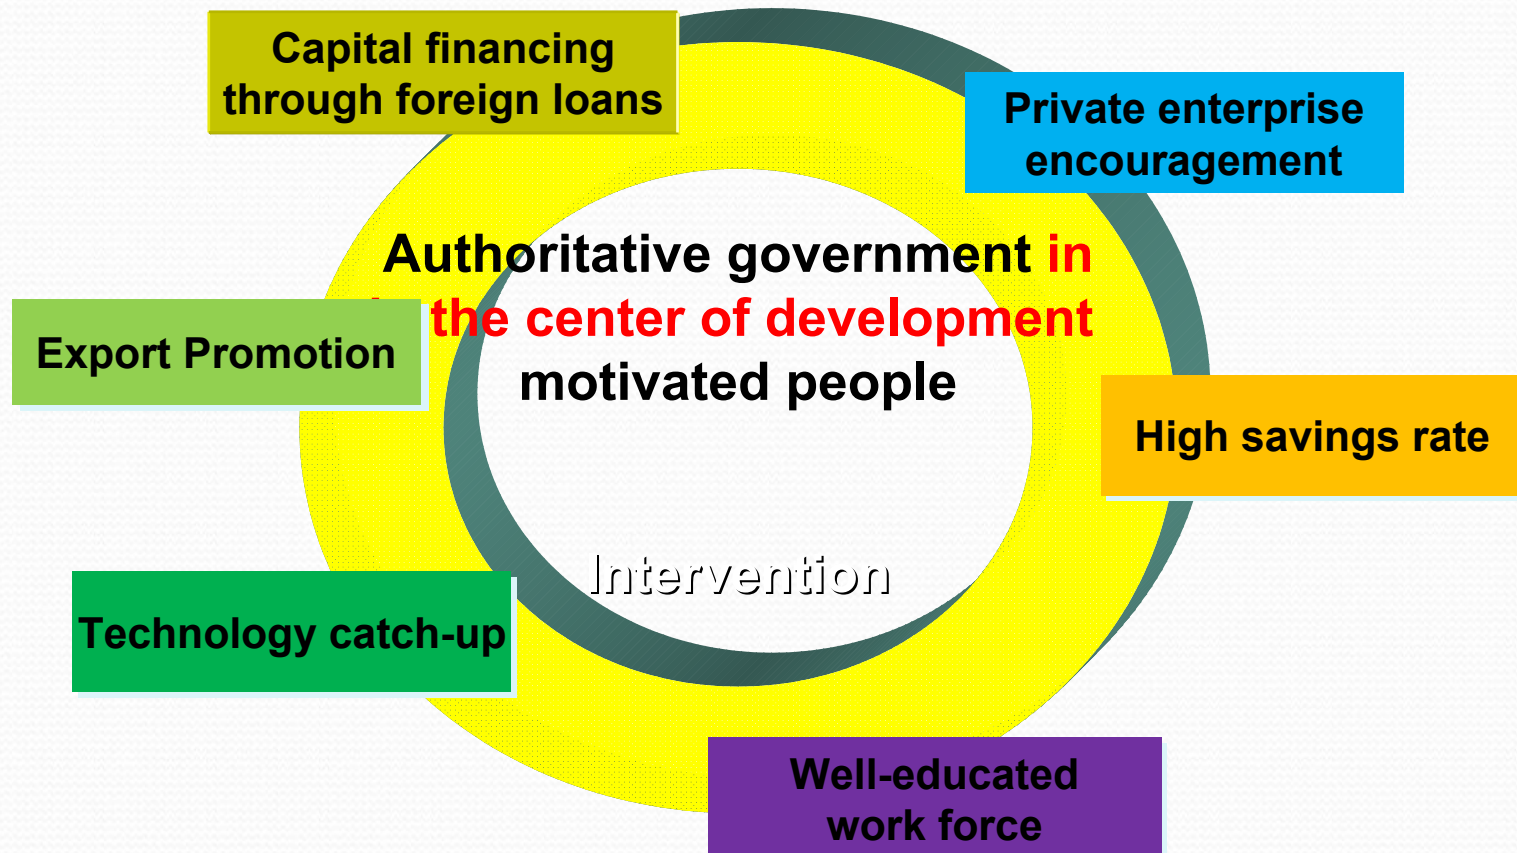 Capital financing
through foreign loans
Private enterprise
encouragement
Authoritative government in
the center of development
motivated people
Export Promotion
High savings rate
Intervention
Technology catch-up
Well-educated
work force